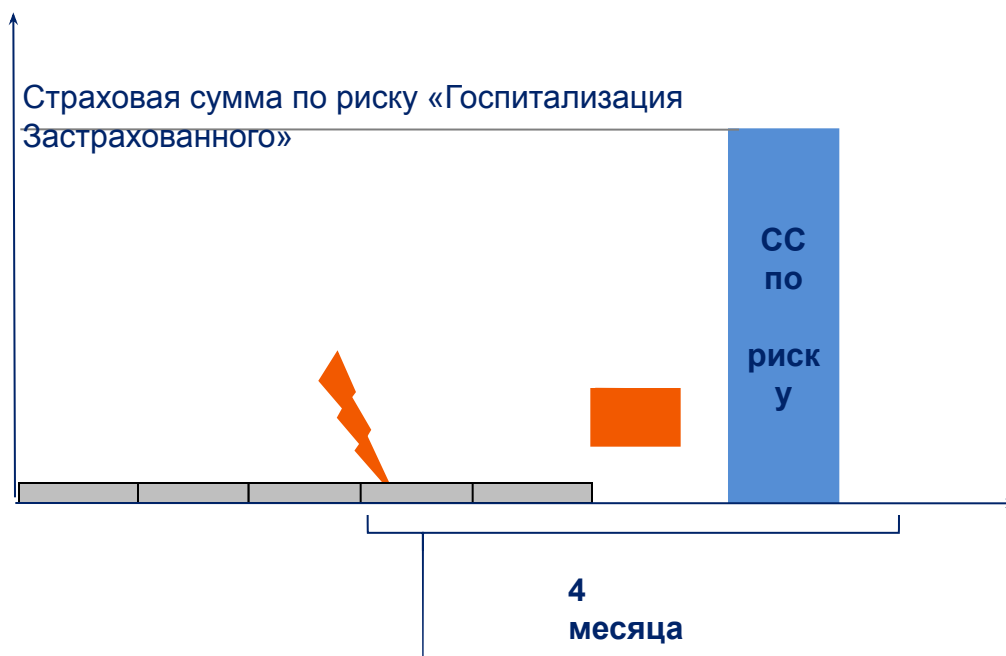 Страховая сумма по риску «Госпитализация
Застрахованного»
СС
по
риск
у
4
месяца